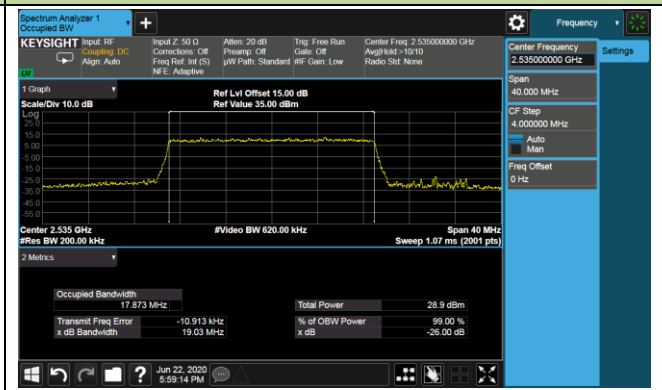 Spectrum Analyzer 1
Occupied BW
+
Frequency
KEYSIGHT
Input: RF
Coupling: DC
Align: Auto
Input Z: 50 Ω
Corrections: Off
Freq Ref: Int (S)
NFE: Adaptive
Atten: 20 dB
Preamp: Off
µW Path: Standard
Trig: Free Run
Gate: Off
#IF Gain: Low
Center Freq: 2.535000000 GHz
Avg|Hold:>10/10
Radio Std: None
Center Frequency
2.535000000 GHz
Settings
Span
40.000 MHz
CF Step
4.000000 MHz
Auto
Man
Freq Offset
0 Hz
1 Graph
Scale/Div 10.0 dB
Ref Lvl Offset 15.00 dB
Ref Value 35.00 dBm
Log
25.0
15.0
5.00
-5.00
-15.0
-25.0
-35.0
-45.0
-55.0
Center 2.535 GHz
#Video BW 620.00 kHz
Span 40 MHz
#Res BW 200.00 kHz
Sweep 1.07 ms (2001 pts)
2 Metrics
Occupied Bandwidth
17.873 MHz
Total Power
28.9 dBm
Transmit Freq Error
-10.913 kHz
% of OBW Power
99.00 %
x dB Bandwidth
19.03 MHz
x dB
-26.00 dB
?
Jun 22, 2020
5:59:14 PM